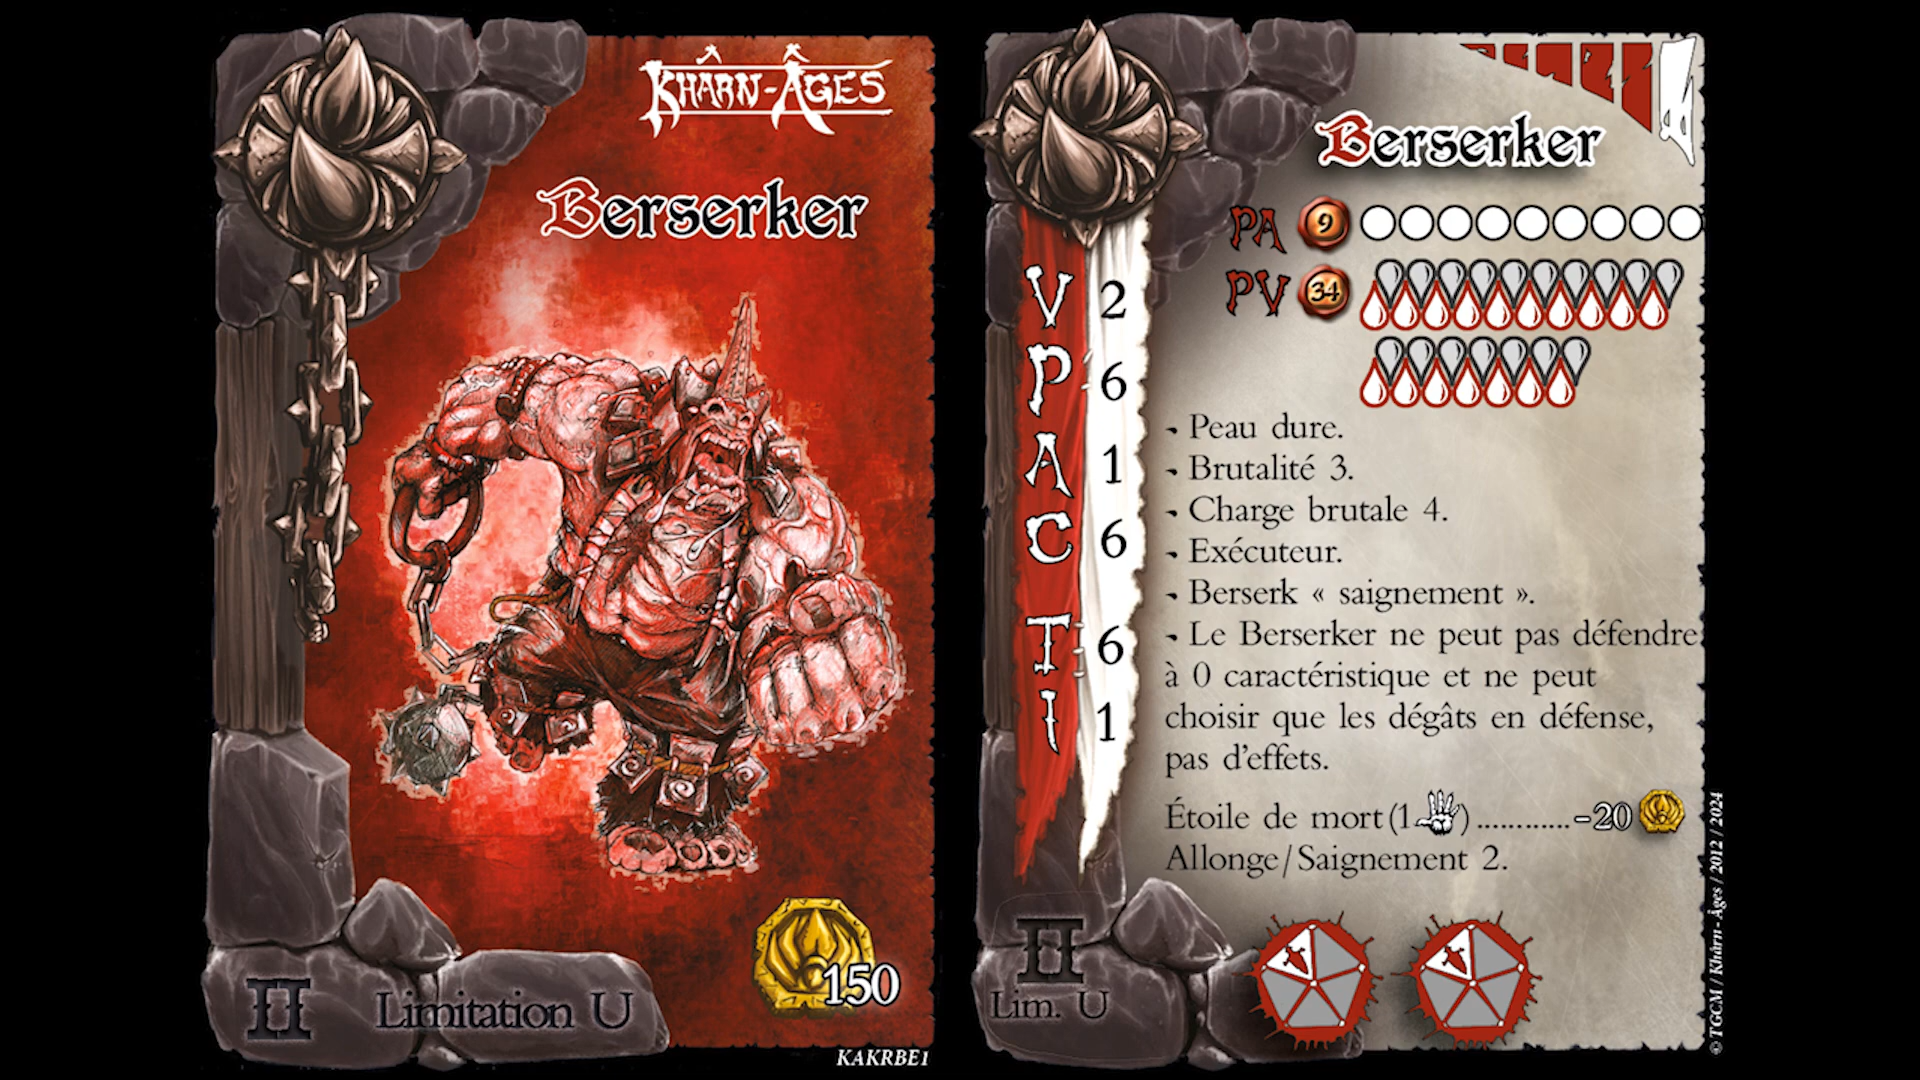 KHÂRN-ÂGES
Berserker
150
II
Limitation U
KAKRBE1
Berserker
PA 9
PV 34
V 2
P 6
A 1
C 6
T 6
I 1
- Peau dure.
- Brutalité 3.
- Charge brutale 4.
- Exécuteur.
- Berserk « saignement ».
- Le Berserker ne peut pas défendre
à 0 caractéristique et ne peut
choisir que les dégâts en défense,
pas d'effets.
Étoile de mort (1 ) ............ -20
Allonge/Saignement 2.
II
Lim. U
© TGCM / Khârn-Âges / 2012 / 2024